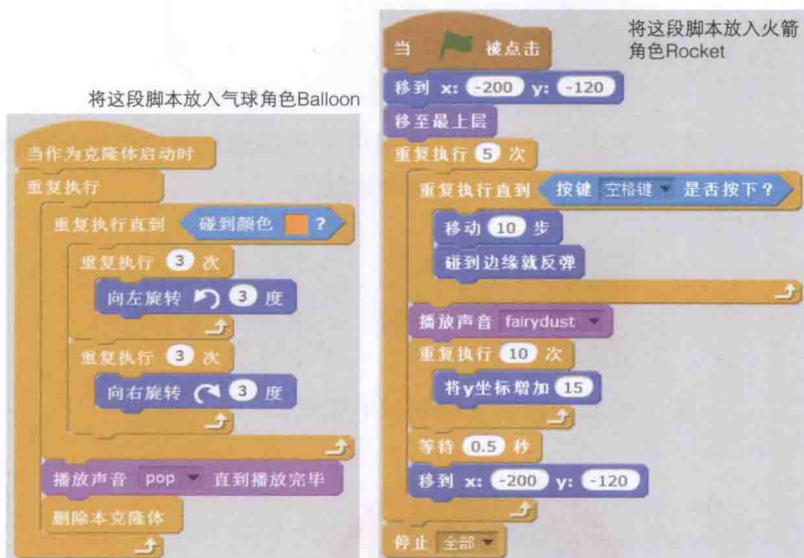 将这段脚本放入气球角色Balloon
当作为克隆体启动时
重复执行
重复执行直到 碰到颜色 ?
重复执行 3 次
向左旋转 3 度
重复执行 3 次
向右旋转 3 度
播放声音 pop 直到播放完毕
删除本克隆体
将这段脚本放入火箭
角色Rocket
当 被点击
移到 x: -200 y: -120
移至最上层
重复执行 5 次
重复执行直到 按键 空格键 是否按下?
移动 10 步
碰到边缘就反弹
播放声音 fairydust
重复执行 10 次
将y坐标增加 15
等待 0.5 秒
移到 x: -200 y: -120
停止 全部